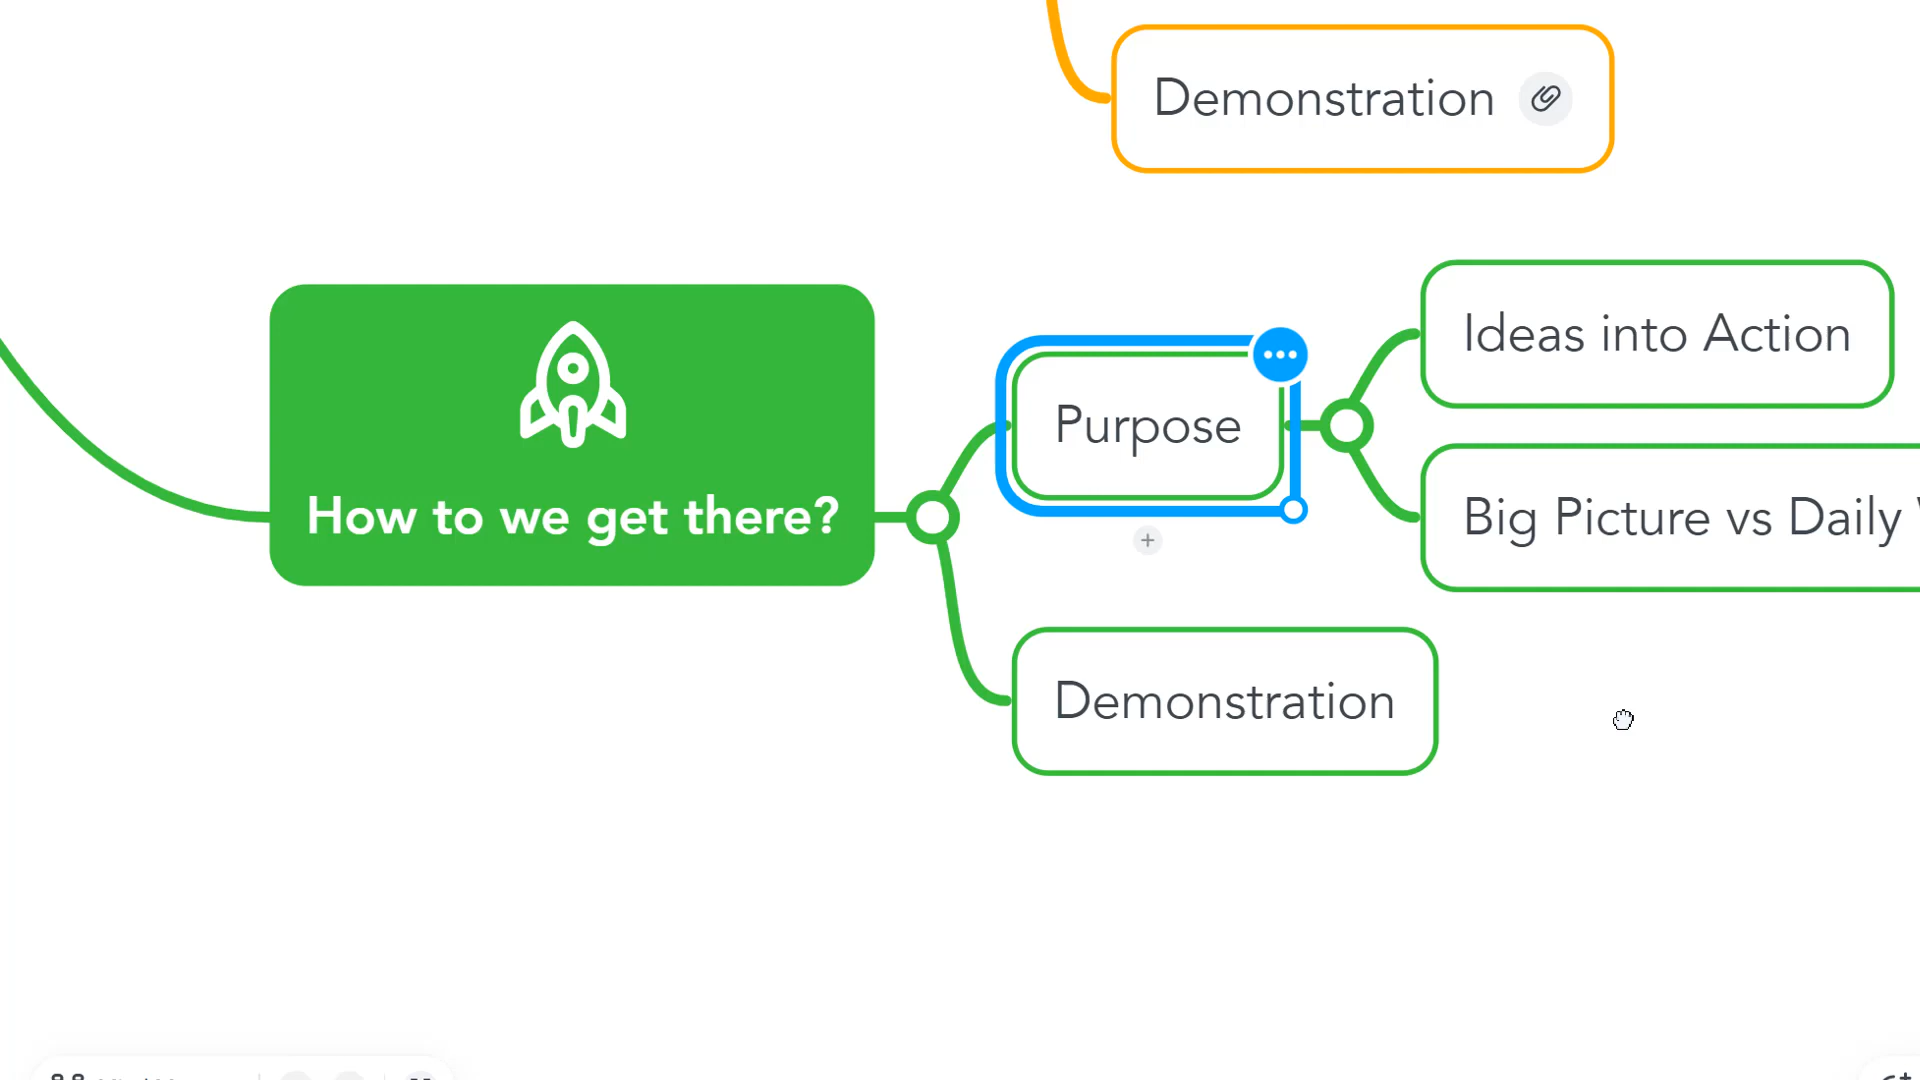 Demonstration
Ideas into Action
Purpose
How to we get there?
Big Picture vs Daily
Demonstration